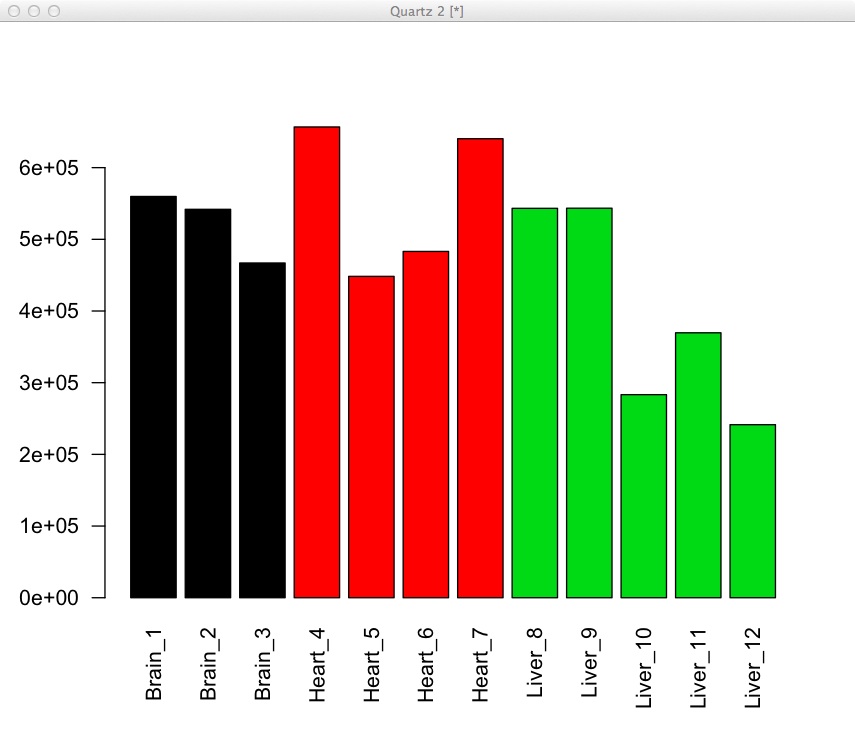 Quartz 2 [*]
6e+05
5e+05
4e+05
3e+05
2e+05
1e+05
0e+00
Brain_1
Brain_2
Brain_3
Heart_4
Heart_5
Heart_6
Heart_7
Liver_8
Liver_9
Liver_10
Liver_11
Liver_12